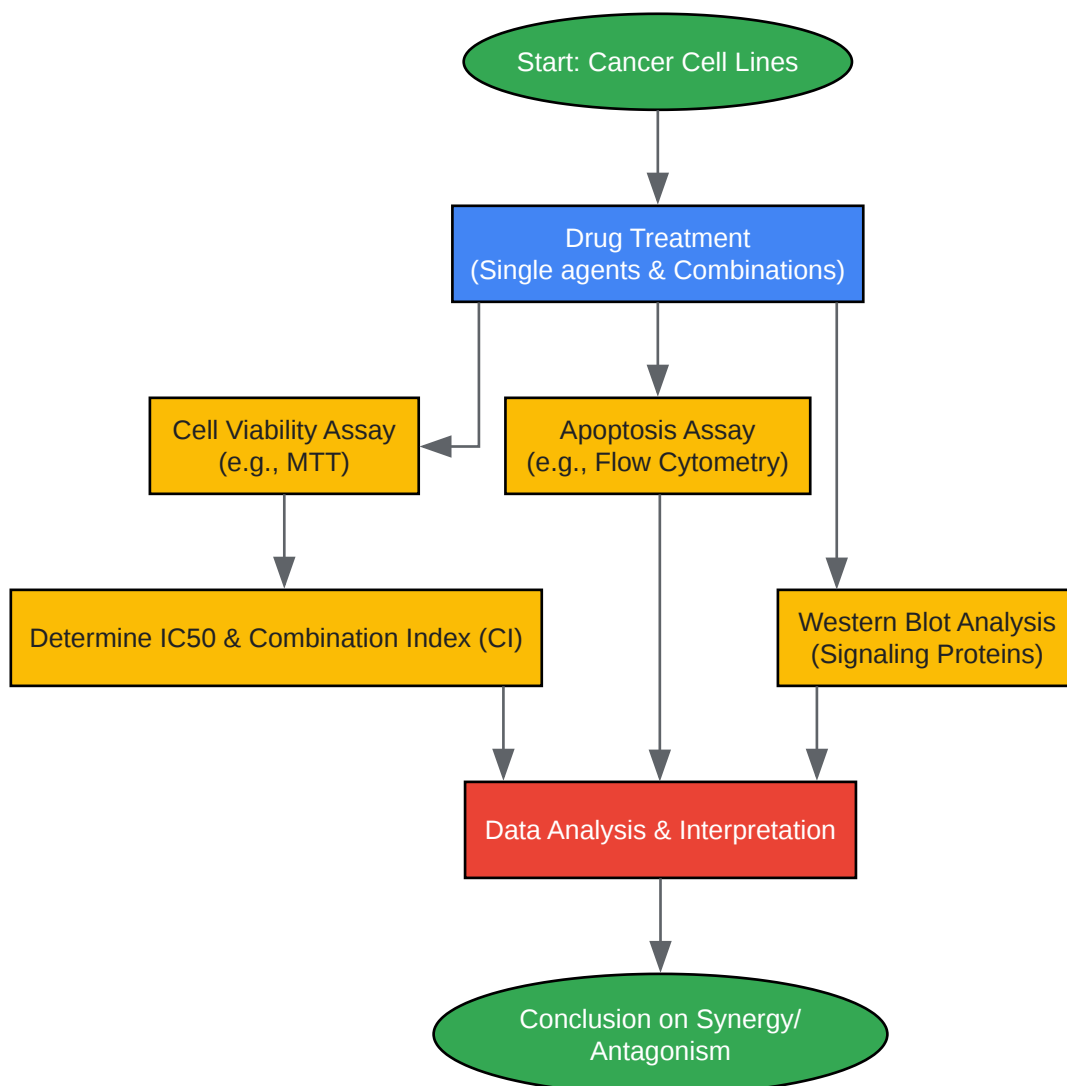 Start: Cancer Cell Lines
Drug Treatment
(Single agents & Combinations)
Cell Viability Assay
(e.g., MTT)
Apoptosis Assay
(e.g., Flow Cytometry)
Determine IC50 & Combination Index (CI)
Western Blot Analysis
(Signaling Proteins)
Data Analysis & Interpretation
Conclusion on Synergy/
Antagonism